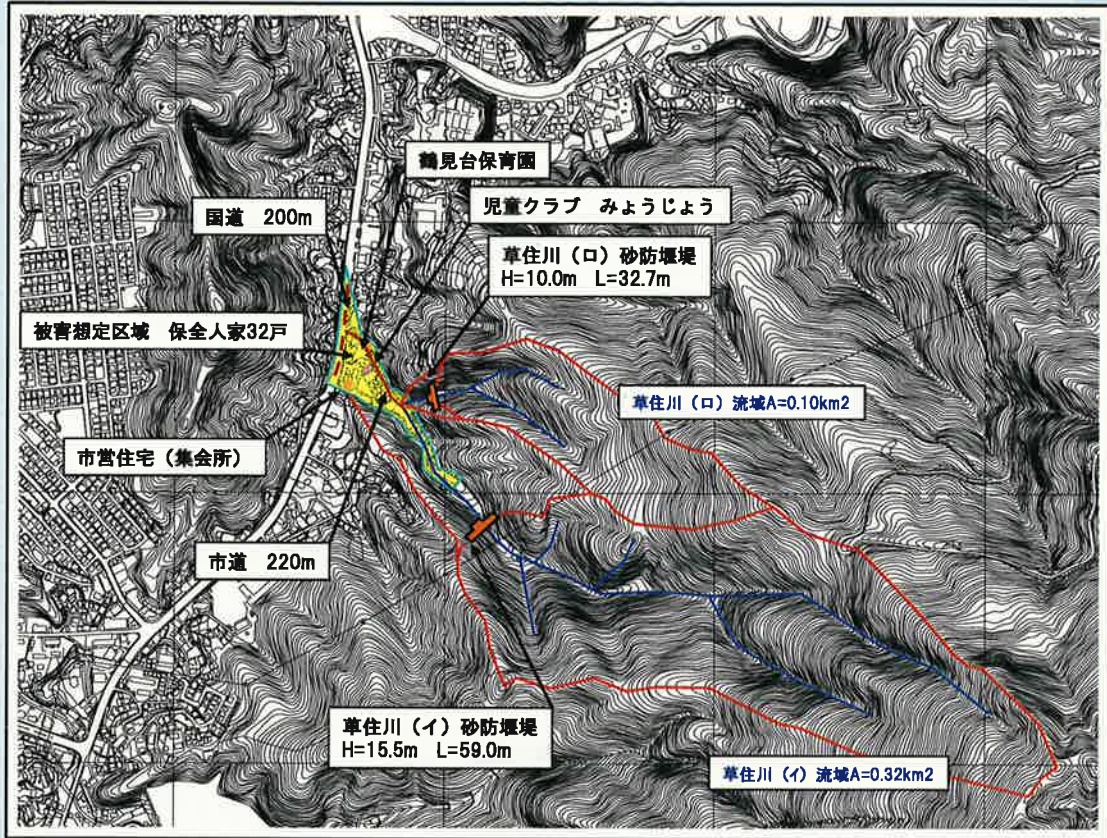 鶴見台保育園
児童クラブ みょうじょう
国道 200m
草住川（ロ）砂防堰堤
H=10.0m L=32.7m
被害想定区域 保全人家32戸
草住川（ロ）流域A=0.10km2
市営住宅（集会所）
市道 220m
草住川（イ）砂防堰堤
H=15.5m L=59.0m
草住川（イ）流域A=0.32km2